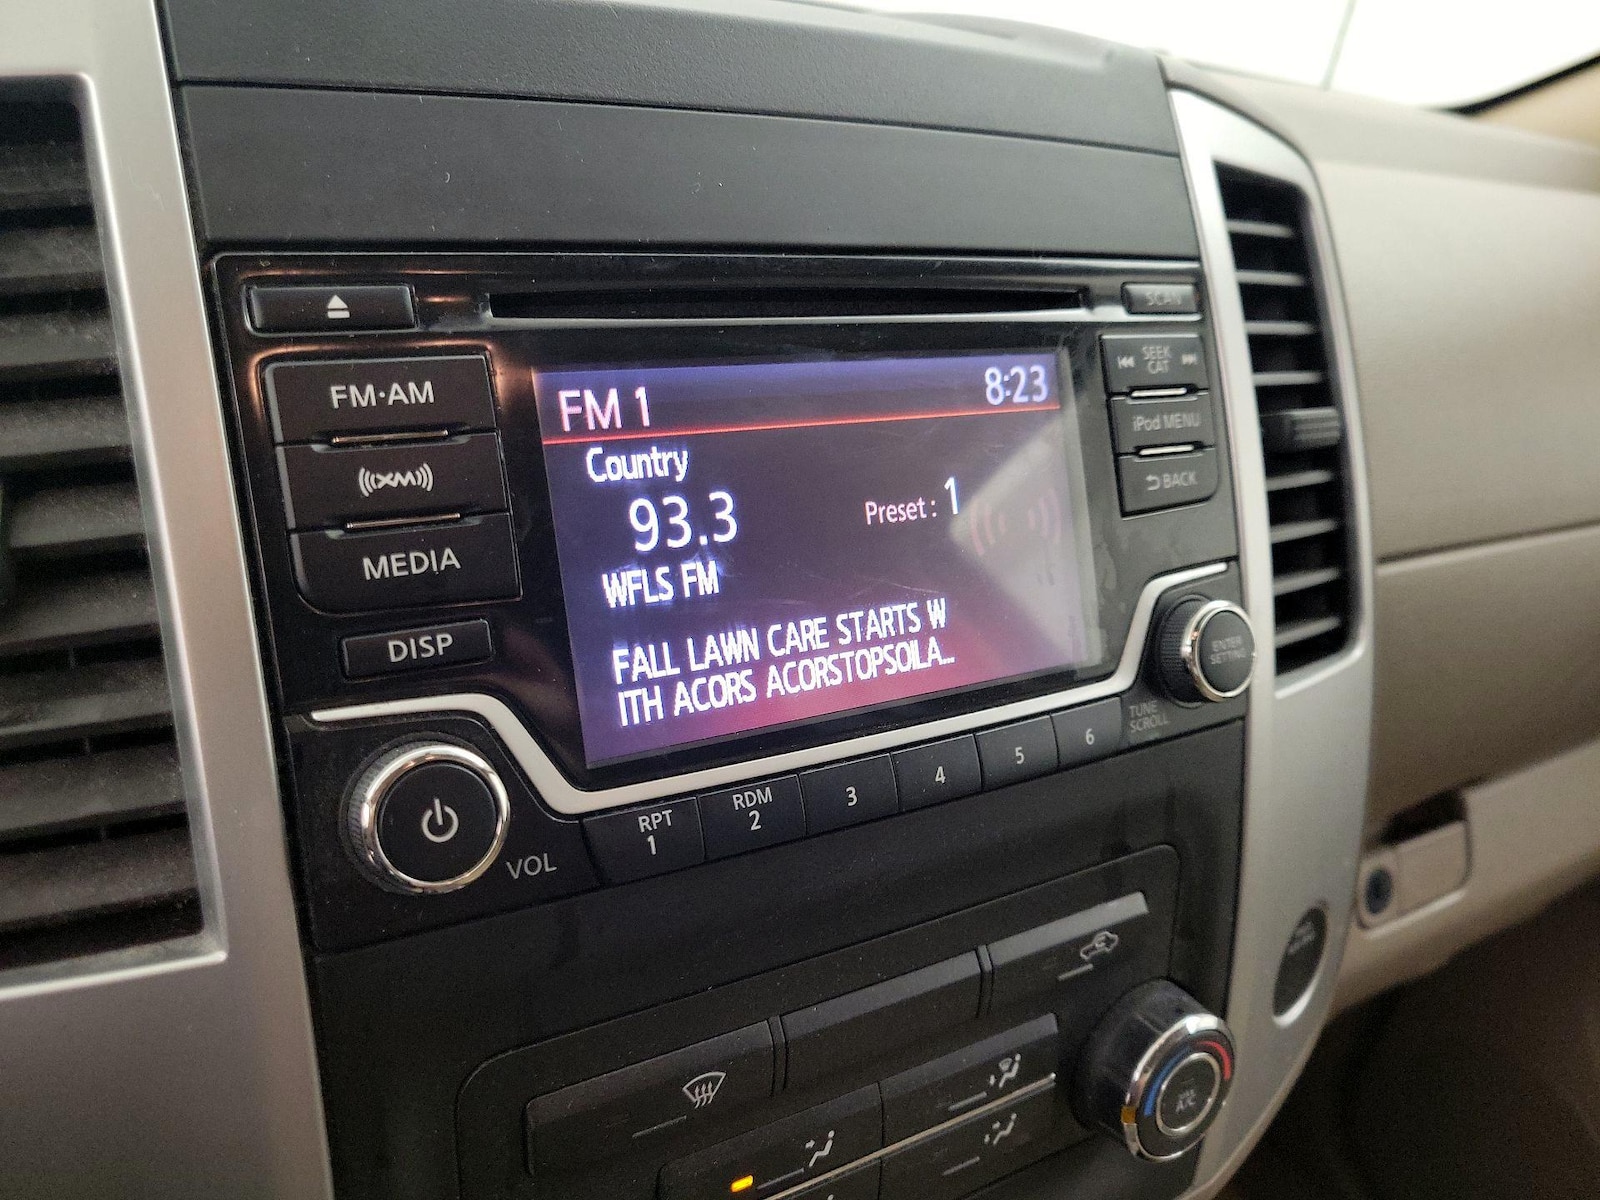 SCAN
FM·AM
FM 1
8:23
SEEK
CAT
Country
iPod MENU
XM
93.3
Preset : 1
BACK
MEDIA
WFLS FM
DISP
FALL LAWN CARE STARTS W
ITH ACORS ACORSTOPSOILA...
ENTER
SETTING
TUNE
SCROLL
VOL
RPT
1
RDM
2
3
4
5
6
A/C